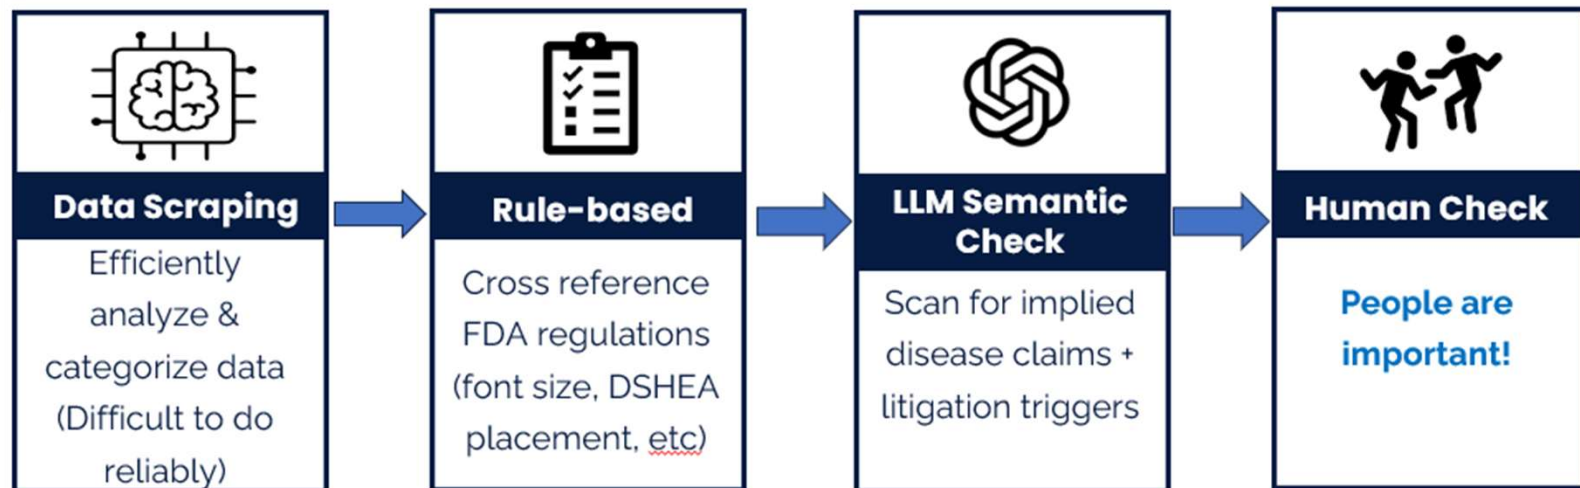 Data Scraping
Efficiently
analyze &
categorize data
(Difficult to do
reliably)
Rule-based
Cross reference
FDA regulations
(font size, DSHEA
placement, etc)
LLM Semantic
Check
Scan for implied
disease claims +
litigation triggers
Human Check
People are
important!